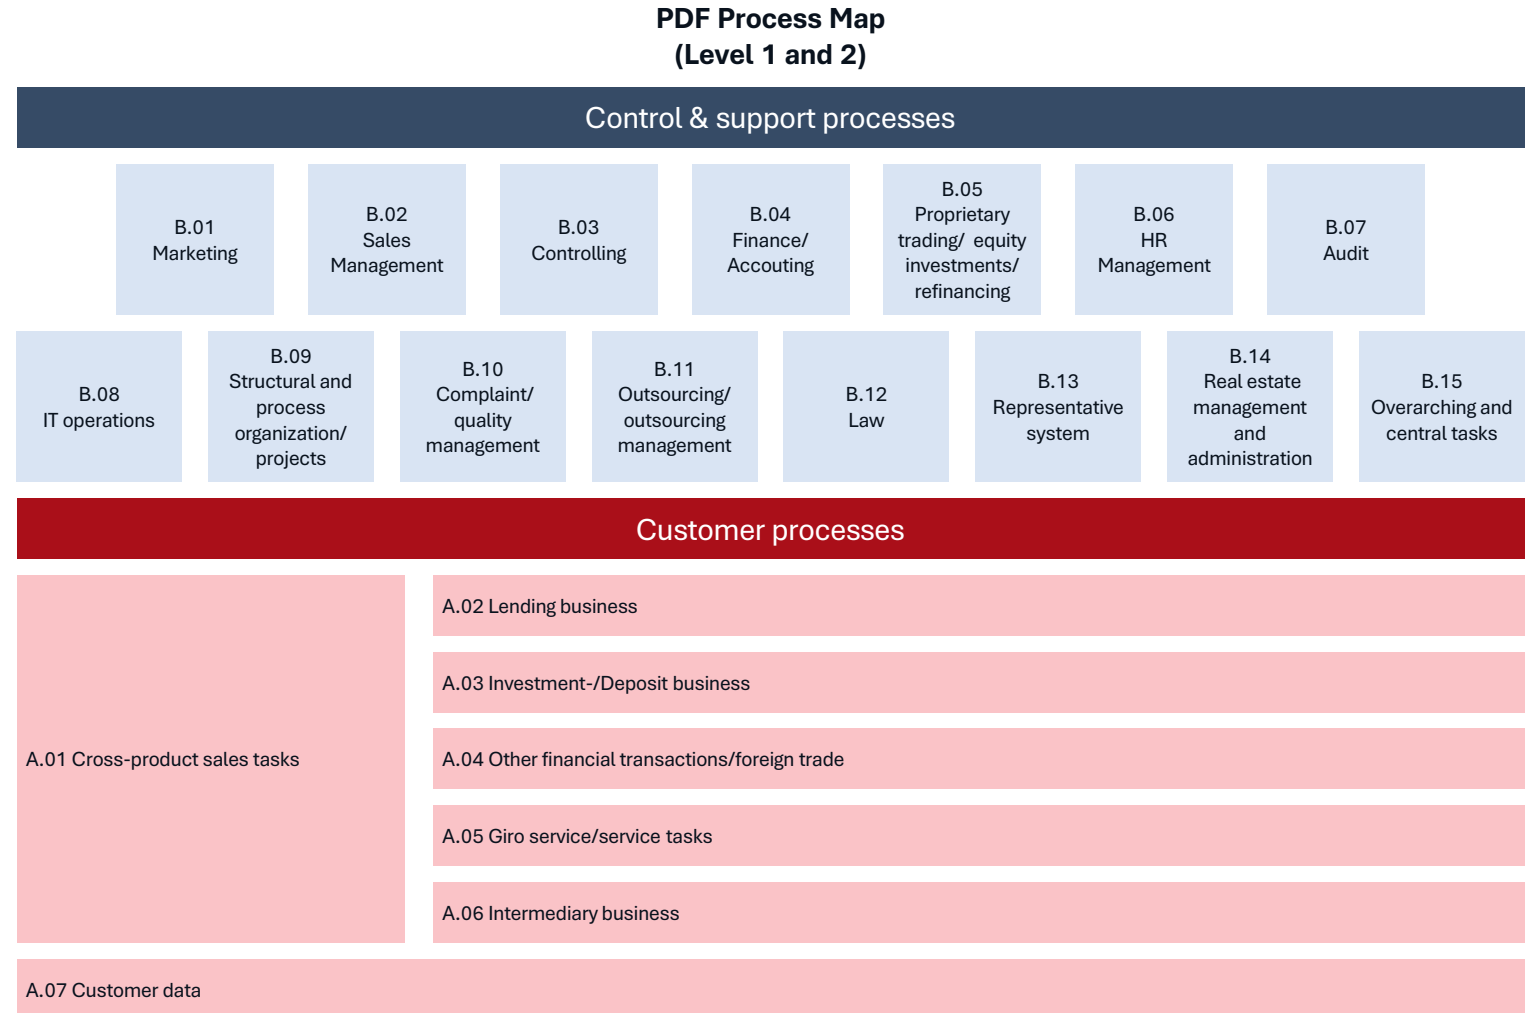 PDF Process Map
(Level 1 and 2)
Control & support processes
B.01
Marketing
B.02
Sales
Management
B.03
Controlling
B.04
Finance/
Accouting
B.05
Proprietary
trading/ equity
investments/
refinancing
B.06
HR
Management
B.07
Audit
B.08
IT operations
B.09
Structural and
process
organization/
projects
B.10
Complaint/
quality
management
B.11
Outsourcing/
outsourcing
management
B.12
Law
B.13
Representative
system
B.14
Real estate
management
and
administration
B.15
Overarching and
central tasks
Customer processes
A.01 Cross-product sales tasks
A.02 Lending business
A.03 Investment-/Deposit business
A.04 Other financial transactions/foreign trade
A.05 Giro service/service tasks
A.06 Intermediary business
A.07 Customer data